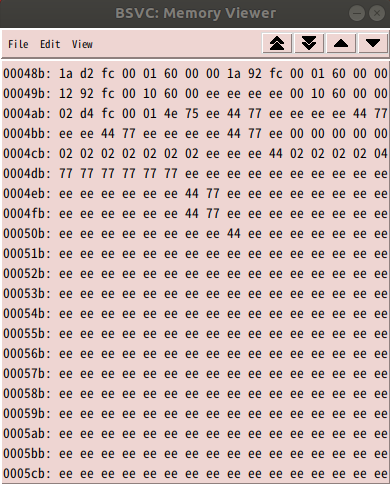 BSVC: Memory Viewer
File Edit View
00048b: 1a d2 fc 00 01 60 00 00 1a 92 fc 00 01 60 00 00
00049b: 12 92 fc 00 10 60 00 ee ee ee ee 00 10 60 00 00
0004ab: 02 d4 fc 00 01 4e 75 ee 44 77 ee ee ee ee 44 77
0004bb: ee ee 44 77 ee ee ee ee 44 77 ee 00 00 00 00 00
0004cb: 02 02 02 02 02 02 02 ee ee ee 44 02 02 02 02 04
0004db: 77 77 77 77 77 77 ee ee ee ee ee ee ee ee ee ee
0004eb: ee ee ee ee ee ee 44 77 ee ee ee ee ee ee ee ee
0004fb: ee ee ee ee ee ee 44 77 ee ee ee ee ee ee ee ee
00050b: ee ee ee ee ee ee ee ee 44 ee ee ee ee ee ee ee
00051b: ee ee ee ee ee ee ee ee ee ee ee ee ee ee ee ee
00052b: ee ee ee ee ee ee ee ee ee ee ee ee ee ee ee ee
00053b: ee ee ee ee ee ee ee ee ee ee ee ee ee ee ee ee
00054b: ee ee ee ee ee ee ee ee ee ee ee ee ee ee ee ee
00055b: ee ee ee ee ee ee ee ee ee ee ee ee ee ee ee ee
00056b: ee ee ee ee ee ee ee ee ee ee ee ee ee ee ee ee
00057b: ee ee ee ee ee ee ee ee ee ee ee ee ee ee ee ee
00058b: ee ee ee ee ee ee ee ee ee ee ee ee ee ee ee ee
00059b: ee ee ee ee ee ee ee ee ee ee ee ee ee ee ee ee
0005ab: ee ee ee ee ee ee ee ee ee ee ee ee ee ee ee ee
0005bb: ee ee ee ee ee ee ee ee ee ee ee ee ee ee ee ee
0005cb: ee ee ee ee ee ee ee ee ee ee ee ee ee ee ee ee